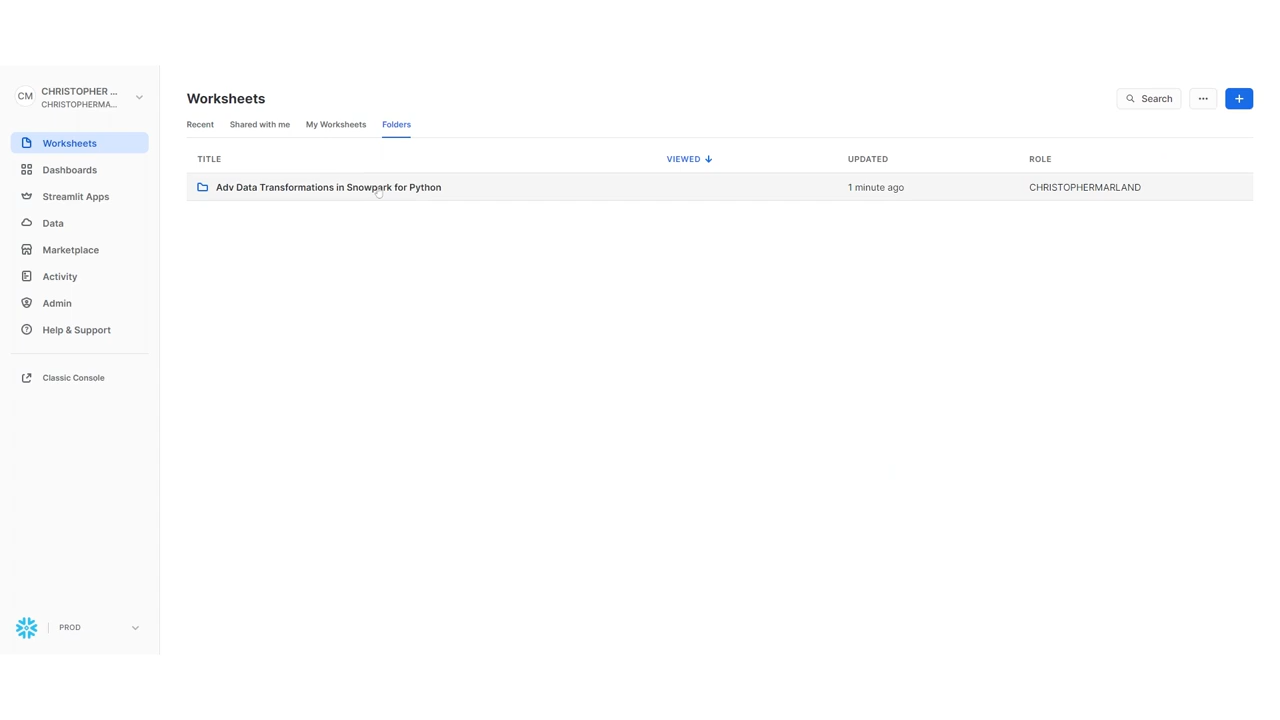 CM
CHRISTOPHER ...
CHRISTOPHERMA...
Worksheets
Dashboards
Streamlit Apps
Data
Marketplace
Activity
Admin
Help & Support
Classic Console
PROD
Worksheets
Search
Recent
Shared with me
My Worksheets
Folders
TITLE
VIEWED
UPDATED
ROLE
Adv Data Transformations in Snowpark for Python
1 minute ago
CHRISTOPHERMARLAND